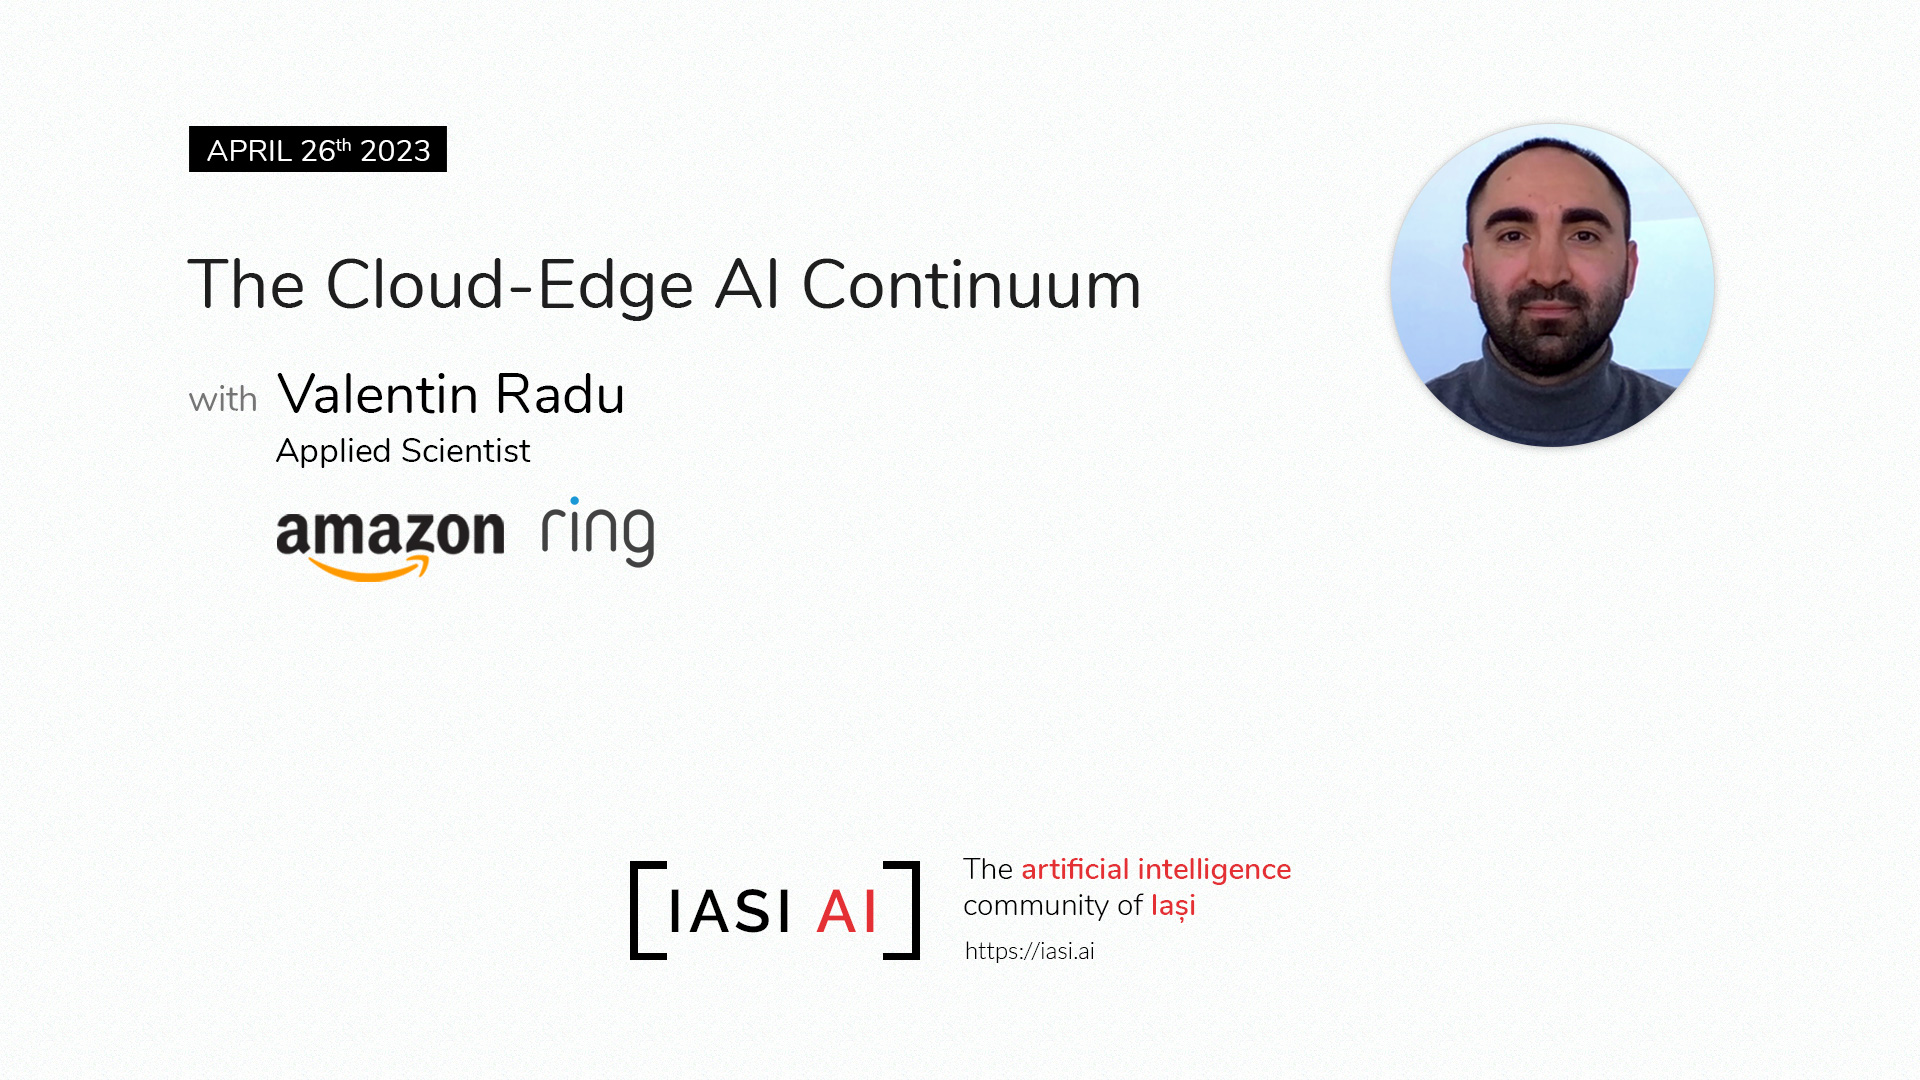 APRIL 26th 2023
The Cloud-Edge AI Continuum
with Valentin Radu
Applied Scientist
amazon ring
[IASI AI]
The artificial intelligence
community of Iași
https://iasi.ai